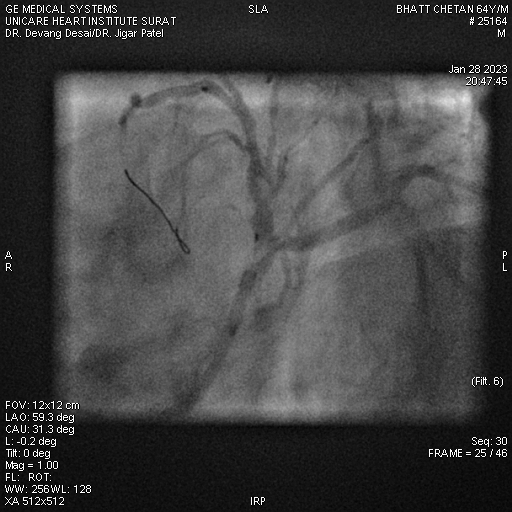 GE MEDICAL SYSTEMS
UNICARE HEART INSTITUTE SURAT
DR. Devang Desai/DR. Jigar Patel
SLA
BHATT CHETAN 64Y/M
# 25164
M
Jan 28 2023
20:47:45
A
R
P
L
(Filt. 6)
FOV: 12x12 cm
LAO: 59.3 deg
CAU: 31.3 deg
L: -0.2 deg
Tilt: 0 deg
Mag = 1.00
FL: ROT:
WW: 256WL: 128
XA 512x512
IRP
Seq: 30
FRAME = 25 / 46